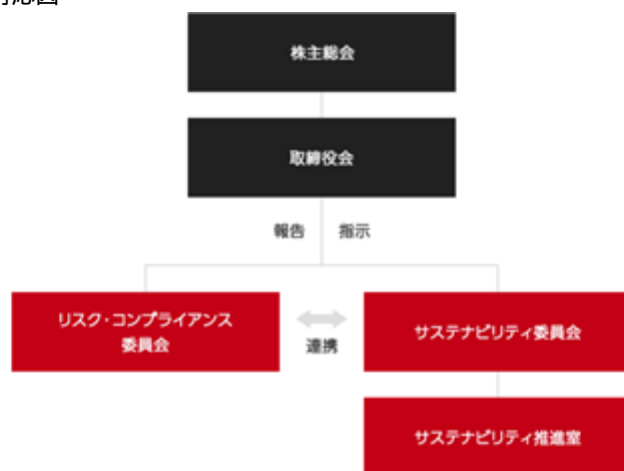 株主総会
取締役会
報告 指示
リスク・コンプライアンス
委員会
連携
サステナビリティ委員会
サステナビリティ推進室